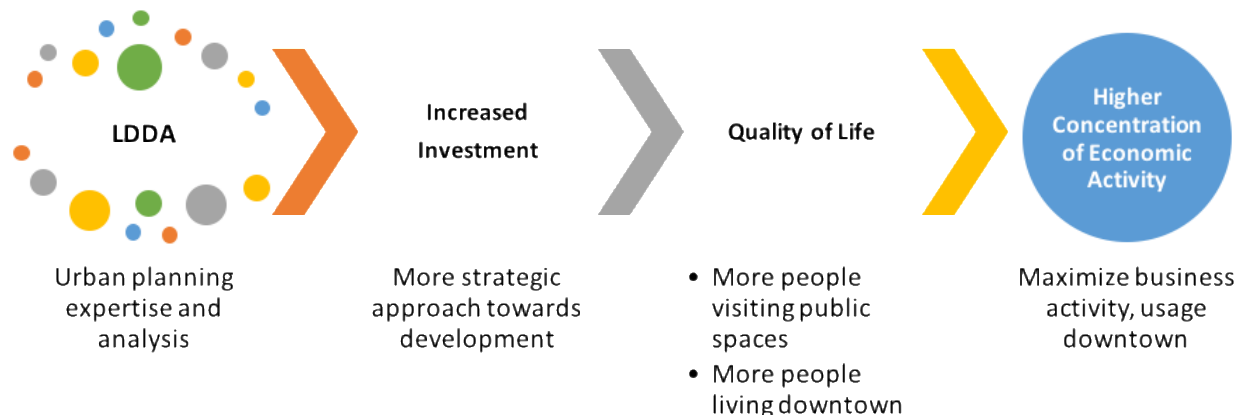 LDDA
Urban planning
expertise and
analysis
Increased
Investment
More strategic
approach towards
development
Quality of Life
• More people
visiting public
spaces
• More people
living downtown
Higher
Concentration
of Economic
Activity
Maximize business
activity, usage
downtown